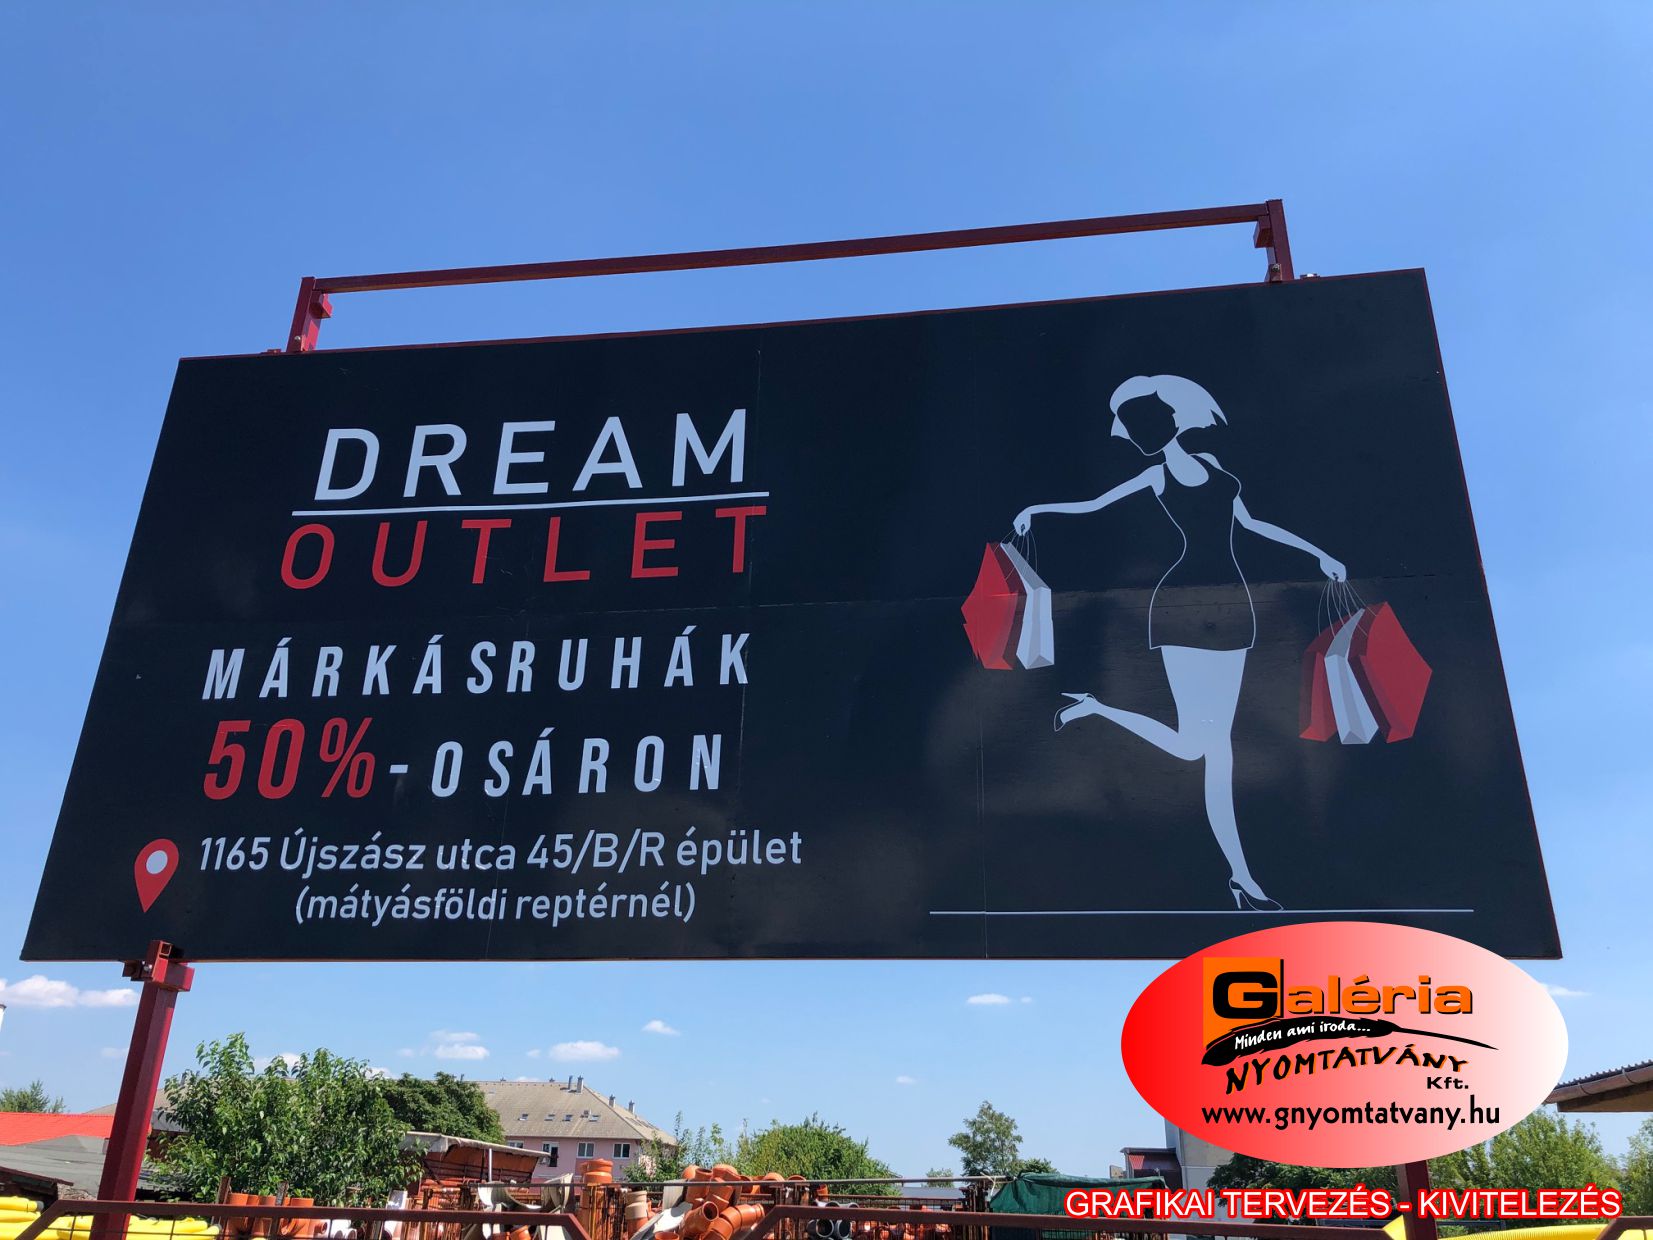 DREAM
OUTLET
MÁRKÁSRUHÁK
50%-OSÁRON
1165 Újszász utca 45/B/R épület
(mátyásföldi reptérnél)
Galéria
Minden ami iroda...
NYOMTATVÁNY
Kft.
www.gnyomtatvany.hu
GRAFIKAI TERVEZÉS - KIVITELEZÉS